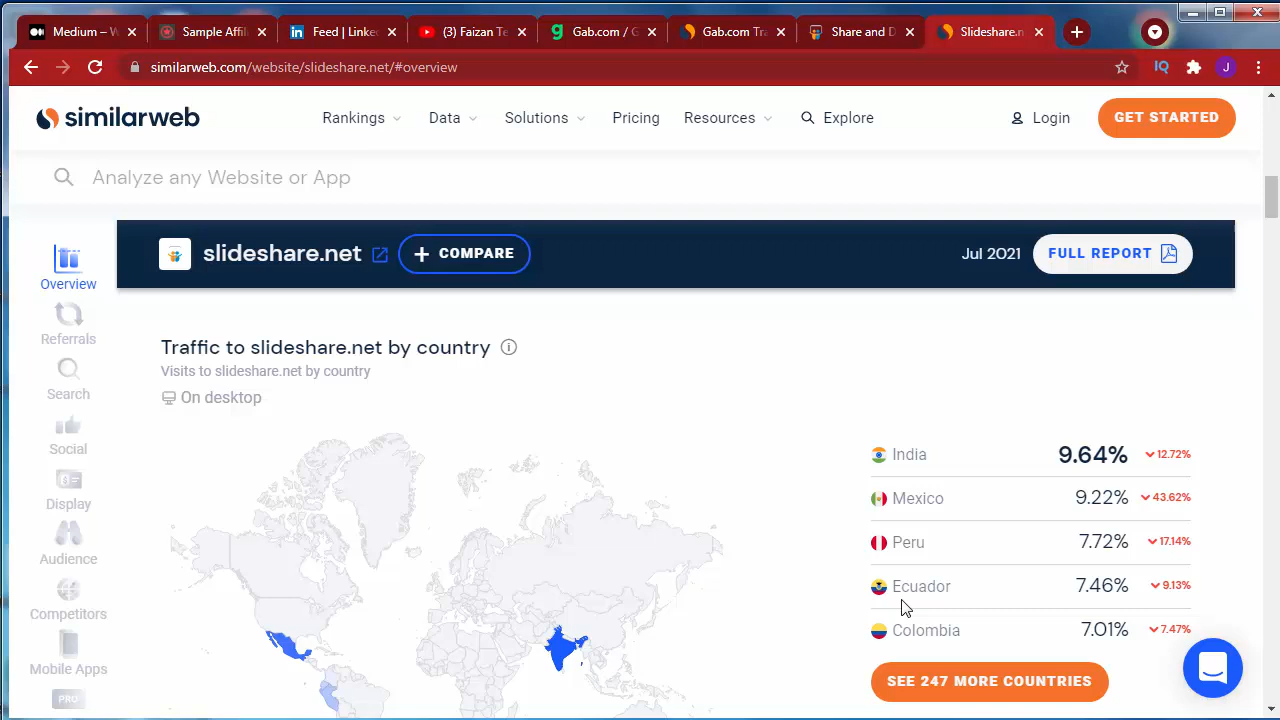 Medium – W
Sample Affil
Feed | Linke
(3) Faizan Te
Gab.com / G
Gab.com Tra
Share and D
Slideshare.n
similarweb.com/website/slideshare.net/#overview
IQ
J
similarweb
Rankings
Data
Solutions
Pricing
Resources
Explore
Login
GET STARTED
Analyze any Website or App
slideshare.net
+ COMPARE
Jul 2021
FULL REPORT
Overview
Referrals
Search
Social
Display
Audience
Competitors
Mobile Apps
PRO
Traffic to slideshare.net by country
Visits to slideshare.net by country
On desktop
India 9.64% 12.72%
Mexico 9.22% 43.62%
Peru 7.72% 17.14%
Ecuador 7.46% 9.13%
Colombia 7.01% 7.47%
SEE 247 MORE COUNTRIES